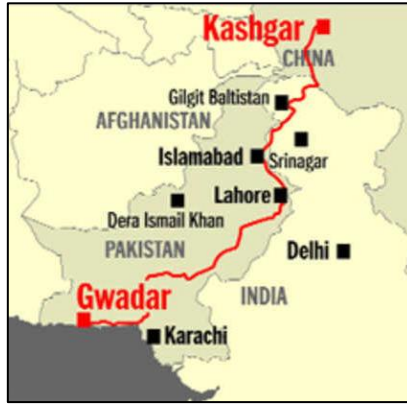 Kashgar
CHINA
Gilgit Baltistan
AFGHANISTAN
Islamabad
Srinagar
Lahore
Dera Ismail Khan
PAKISTAN
Delhi
Gwadar
INDIA
Karachi